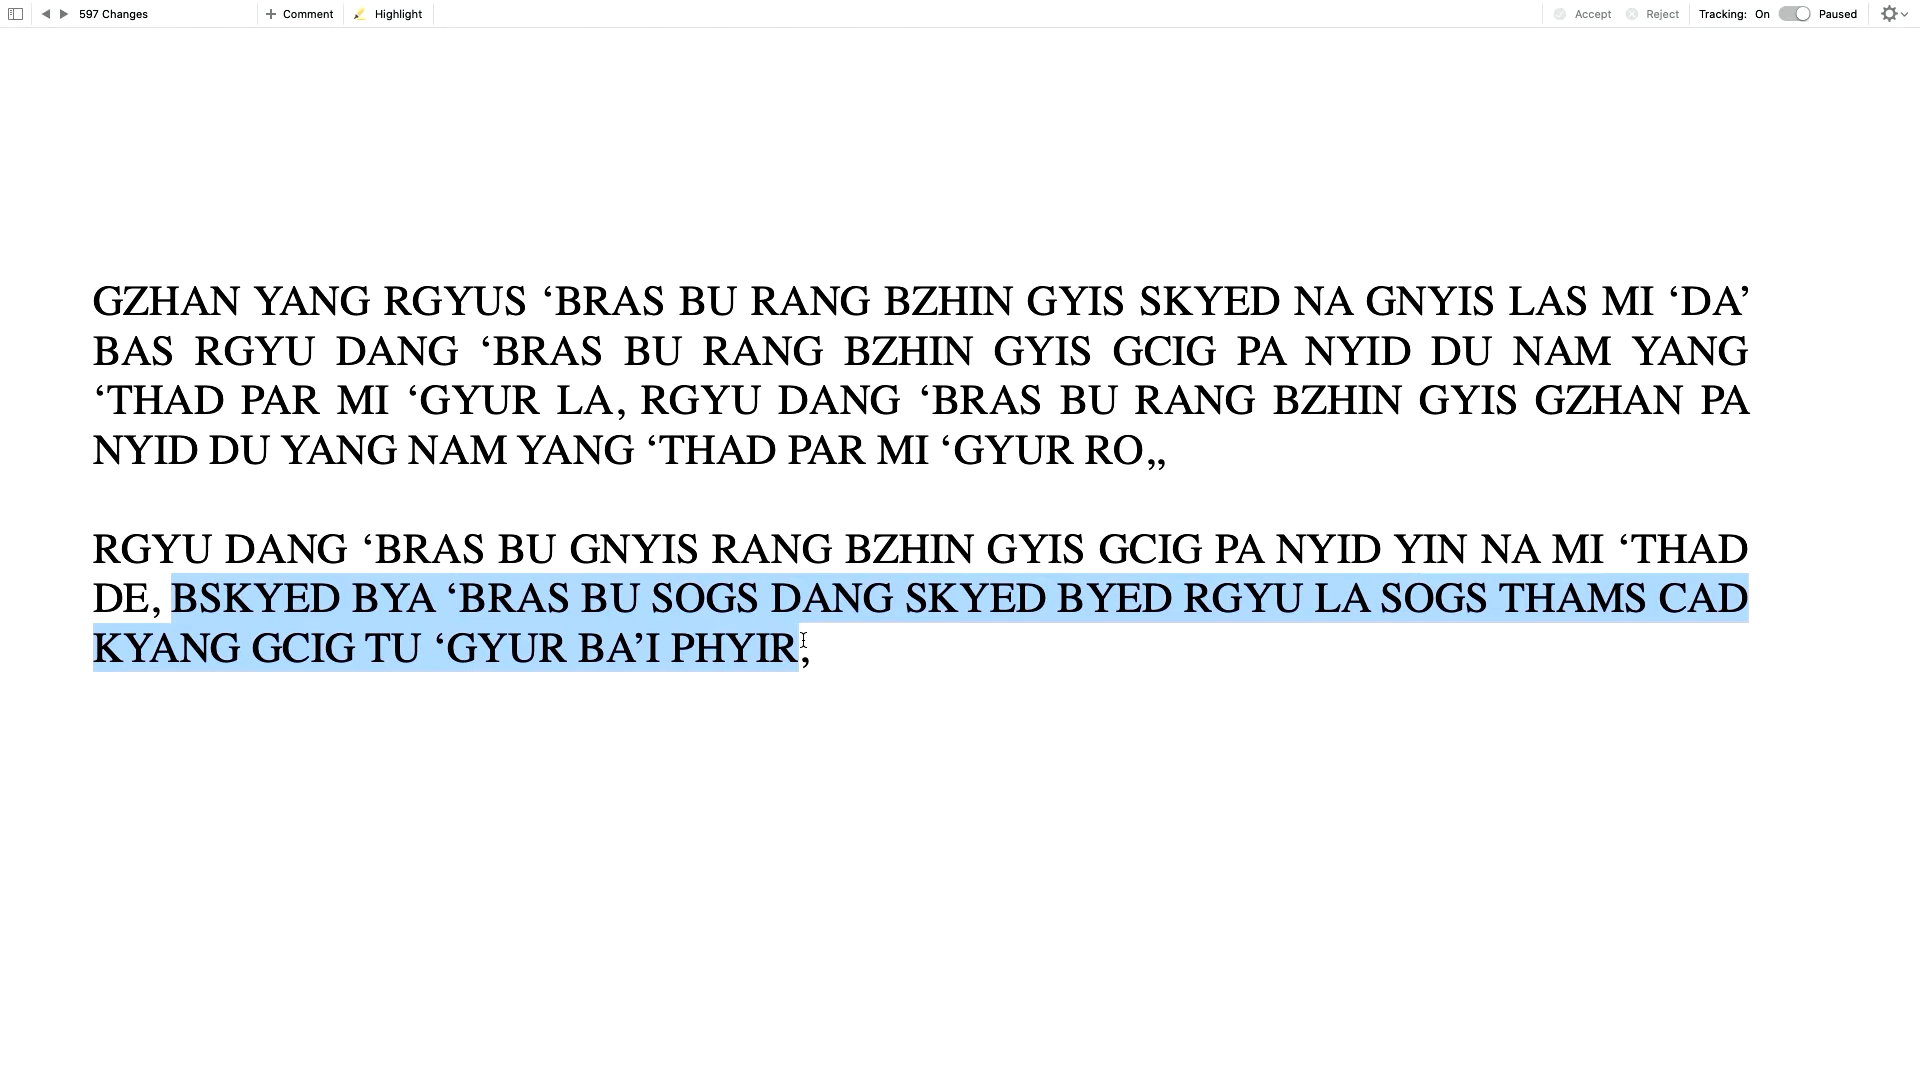 597 Changes
Comment
Highlight
Accept
Reject
Tracking: On
Paused
GZHAN YANG RGYUS ‘BRAS BU RANG BZHIN GYIS SKYED NA GNYIS LAS MI ‘DA’
BAS RGYU DANG ‘BRAS BU RANG BZHIN GYIS GCIG PA NYID DU NAM YANG
‘THAD PAR MI ‘GYUR LA, RGYU DANG ‘BRAS BU RANG BZHIN GYIS GZHAN PA
NYID DU YANG NAM YANG ‘THAD PAR MI ‘GYUR RO,,
RGYU DANG ‘BRAS BU GNYIS RANG BZHIN GYIS GCIG PA NYID YIN NA MI ‘THAD
DE, BSKYED BYA ‘BRAS BU SOGS DANG SKYED BYED RGYU LA SOGS THAMS CAD
KYANG GCIG TU ‘GYUR BA’I PHYIR,